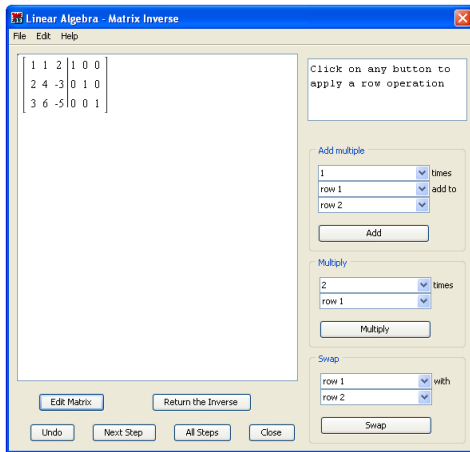 Linear Algebra - Matrix Inverse
File Edit Help
1 1 2 1 0 0
2 4 -3 0 1 0
3 6 -5 0 0 1
Click on any button to
apply a row operation
Add multiple
1 times
row 1 add to
row 2
Add
Multiply
2 times
row 1
Multiply
Swap
row 1 with
row 2
Swap
Edit Matrix Return the Inverse
Undo Next Step All Steps Close